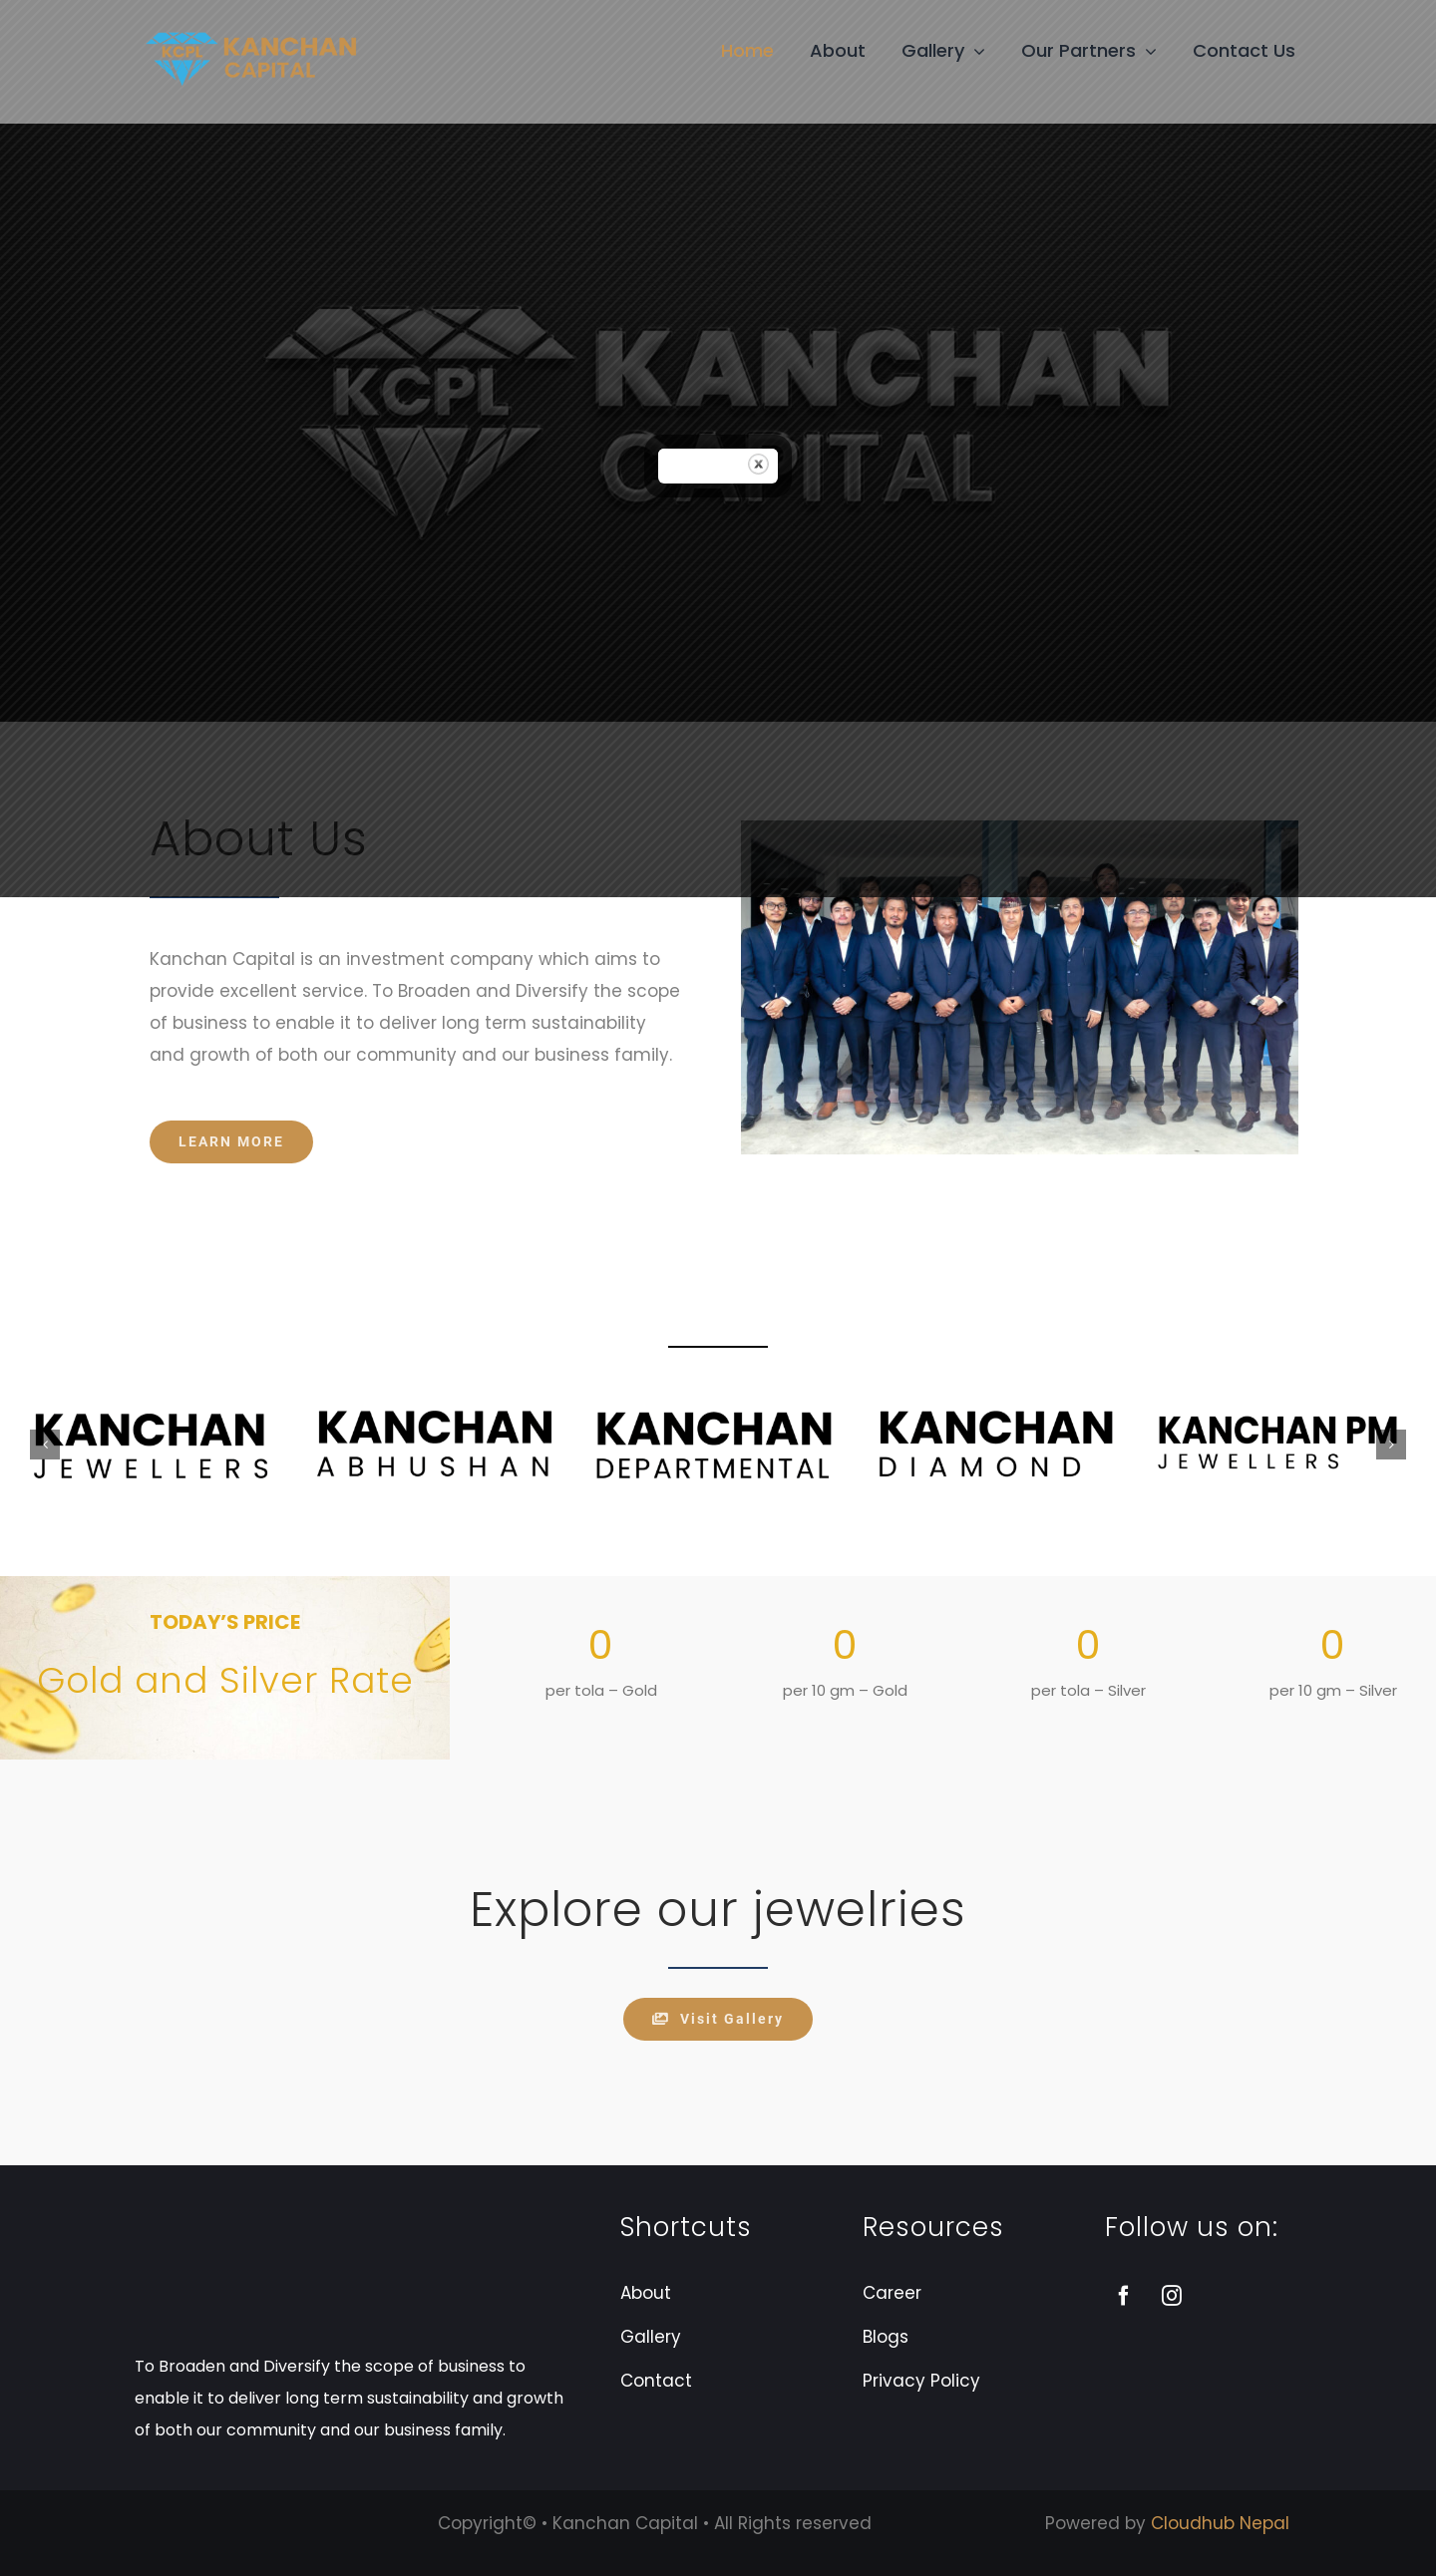 KCPL
KANCHAN
CAPITAL
Home
About
Gallery
Our Partners
Contact Us
KCPL
KANCHAN
CAPITAL
X
About Us
Kanchan Capital is an investment company which aims to
provide excellent service. To Broaden and Diversify the scope
of business to enable it to deliver long term sustainability
and growth of both our community and our business family.
LEARN MORE
KANCHAN
JEWELLERS
KANCHAN
ABHUSHAN
KANCHAN
DEPARTMENTAL
KANCHAN
DIAMOND
KANCHAN PM
JEWELLERS
TODAY’S PRICE
Gold and Silver Rate
0
per tola – Gold
0
per 10 gm – Gold
0
per tola – Silver
0
per 10 gm – Silver
Explore our jewelries
Visit Gallery
To Broaden and Diversify the scope of business to
enable it to deliver long term sustainability and growth
of both our community and our business family.
Shortcuts
About
Gallery
Contact
Resources
Career
Blogs
Privacy Policy
Follow us on:
Copyright© • Kanchan Capital • All Rights reserved
Powered by Cloudhub Nepal